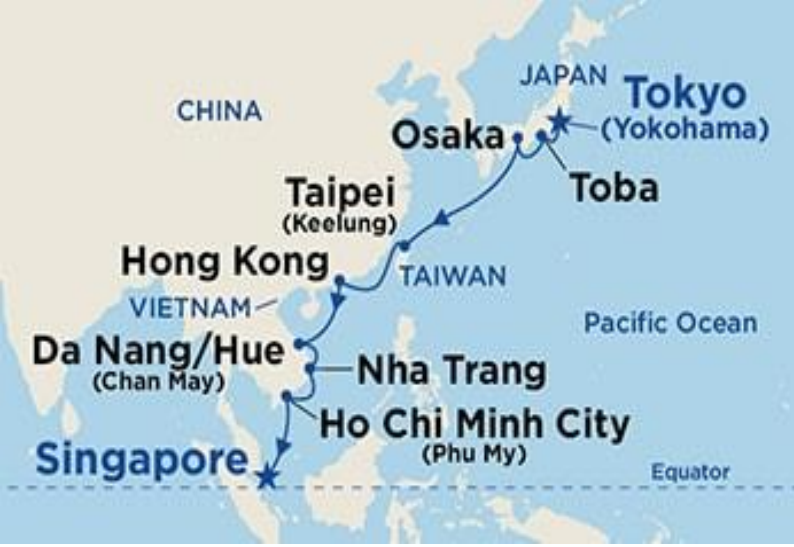 JAPAN
Tokyo
(Yokohama)
CHINA
Osaka
Toba
Taipei
(Keelung)
Hong Kong
TAIWAN
VIETNAM
Pacific Ocean
Da Nang/Hue
(Chan May)
Nha Trang
Ho Chi Minh City
(Phu My)
Singapore
Equator